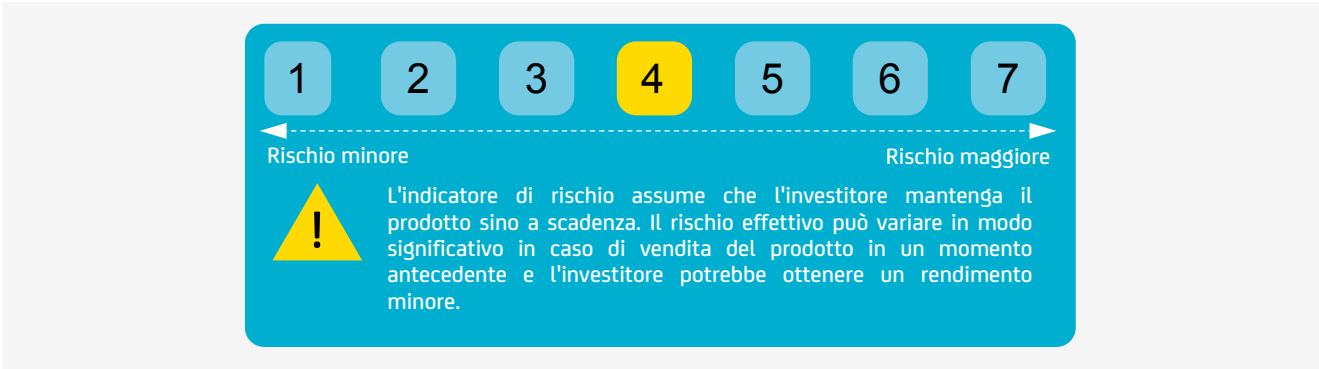 1 2 3 4 5 6 7
Rischio minore Rischio maggiore
! L'indicatore di rischio assume che l'investitore mantenga il
prodotto sino a scadenza. Il rischio effettivo può variare in modo
significativo in caso di vendita del prodotto in un momento
antecedente e l'investitore potrebbe ottenere un rendimento
minore.